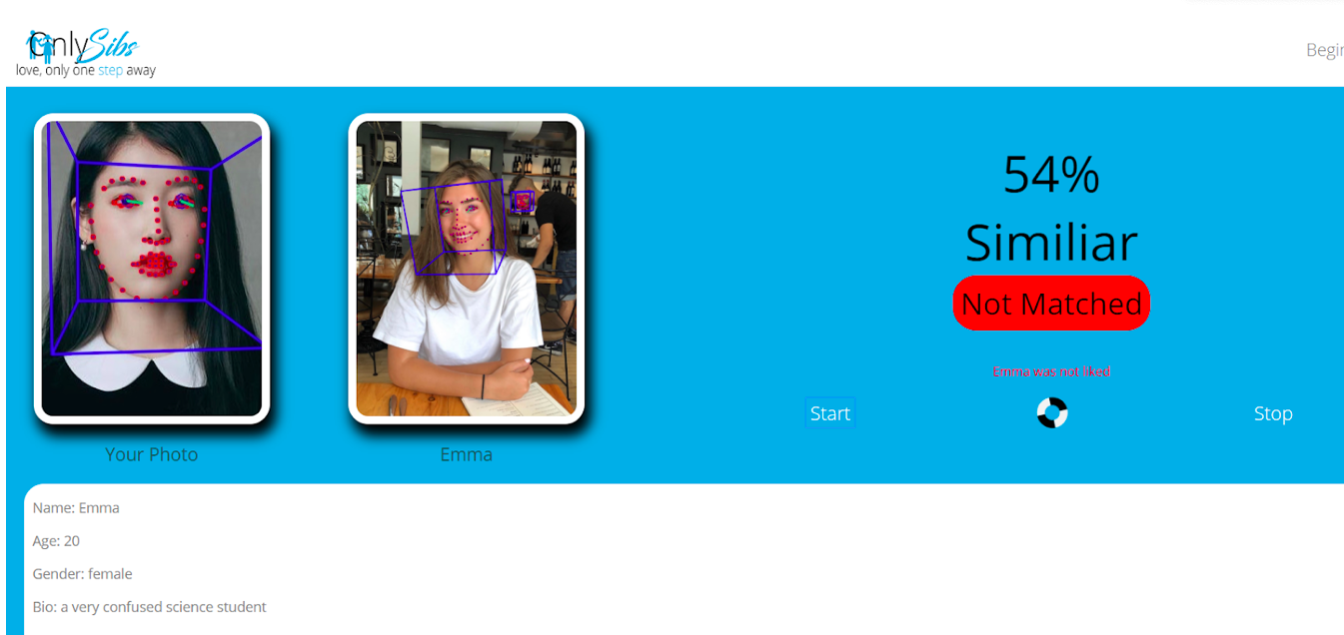 OnlySibs
love, only one step away
Begin
54%
Similiar
Not Matched
Emma was not liked
Start
Stop
Your Photo
Emma
Name: Emma
Age: 20
Gender: female
Bio: a very confused science student